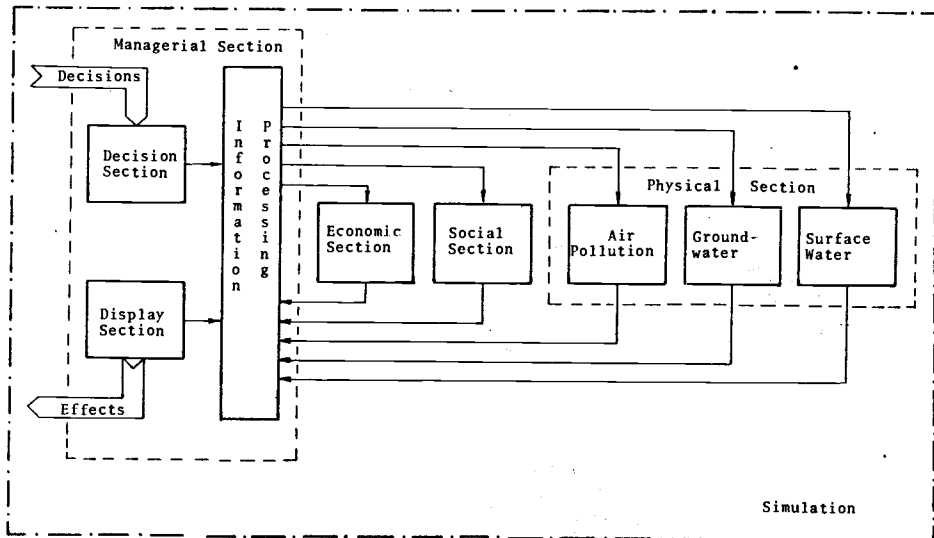 Managerial Section
Decisions
Decision
Section
Information
Processing
Display
Section
Effects
Economic
Section
Social
Section
Physical Section
Air
Pollution
Ground-
water
Surface
Water
Simulation